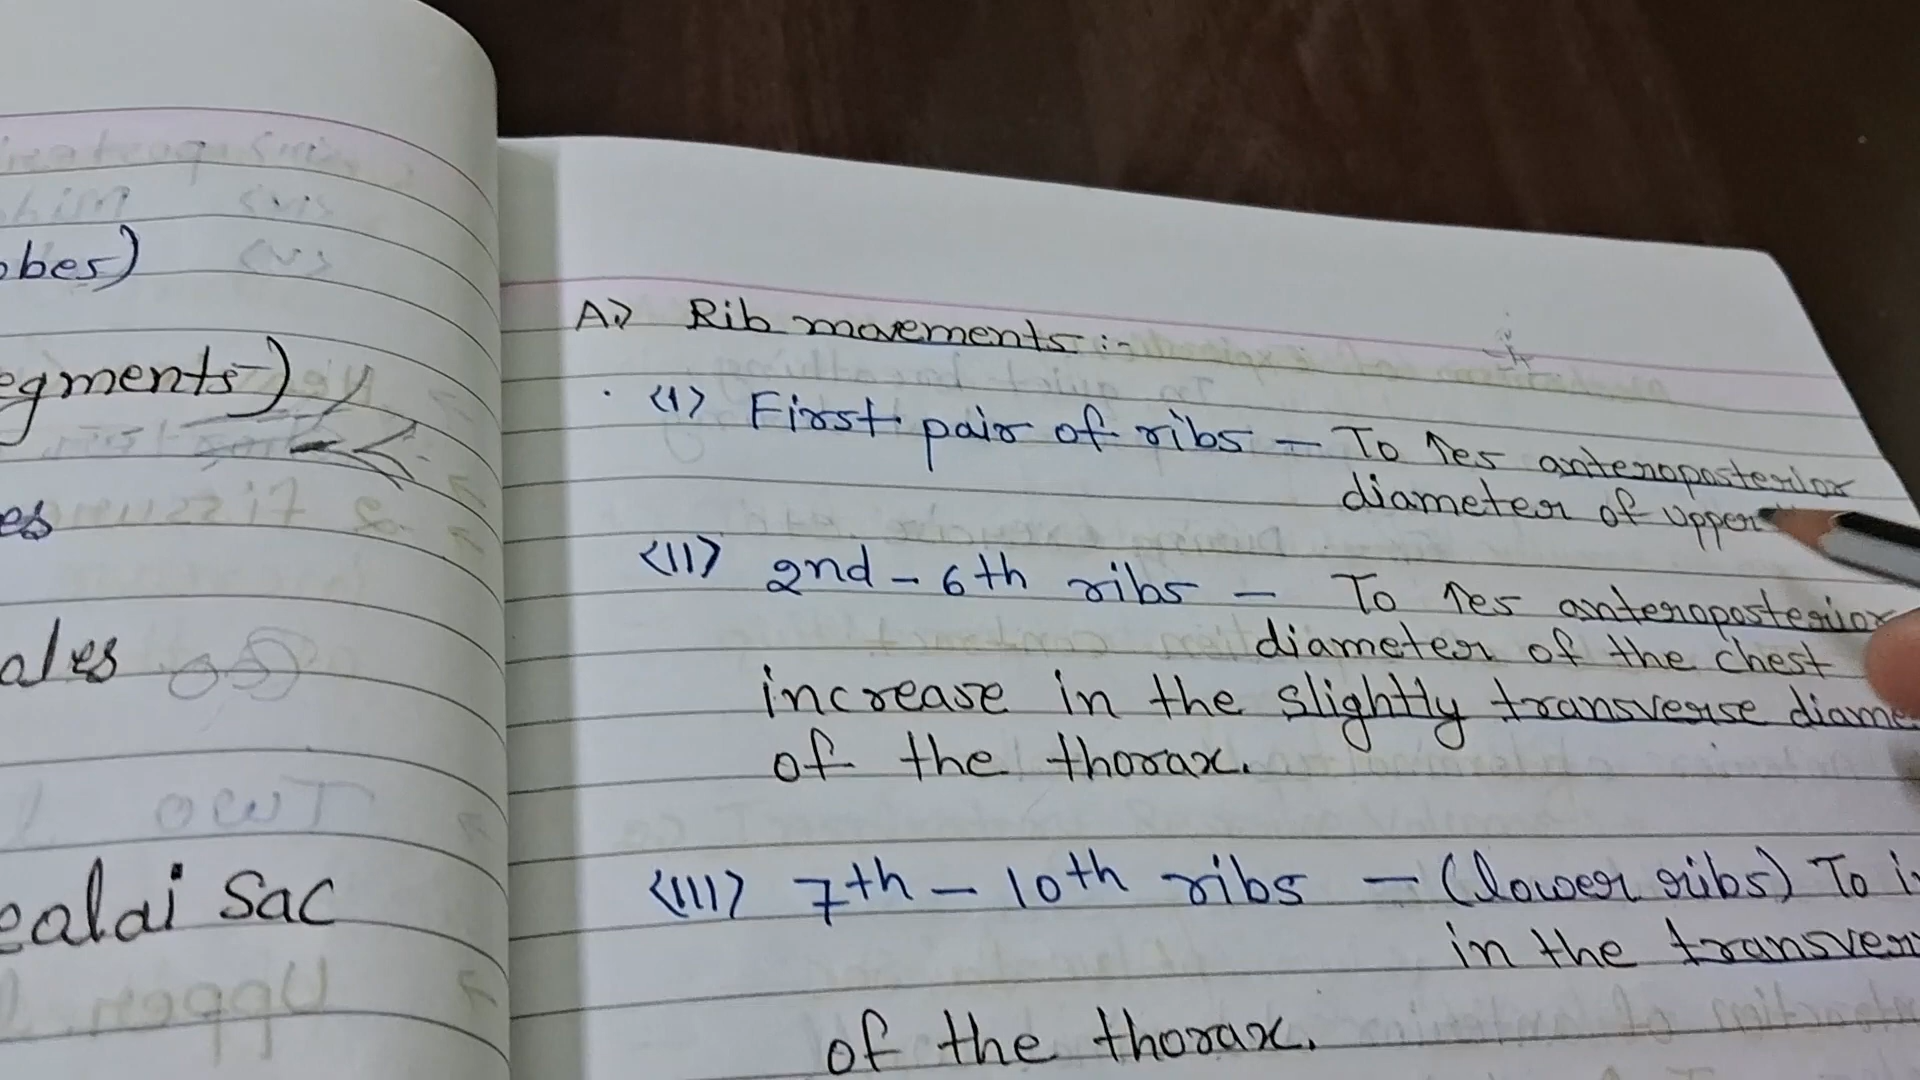 obes)
egments)
es
ales
ealai Sac
A.) Rib movements :-
(I) First pair of ribs — To ↑es anteroposterior
diameter of upper
(II) 2nd - 6th ribs — To ↑es anteroposterior
diameter of the chest
increase in the slightly transverse diame
of the thorax.
(III) 7th - 10th ribs — (lower ribs) To i
in the transver
of the thorax.